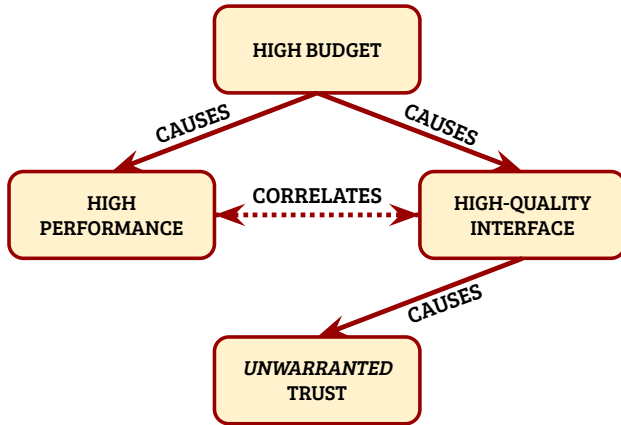 HIGH BUDGET
CAUSES
CAUSES
HIGH
PERFORMANCE
CORRELATES
HIGH-QUALITY
INTERFACE
CAUSES
UNWARRANTED
TRUST